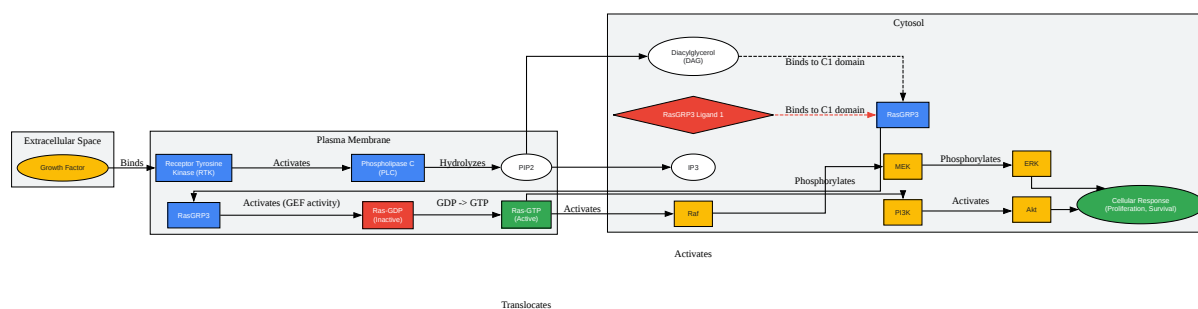 Cytosol
Diacylglycerol
(DAG)
Binds to C1 domain
RasGRP3 Ligand 1
Binds to C1 domain
RasGRP3
Extracellular Space
Growth Factor
Binds
Plasma Membrane
Receptor Tyrosine
Kinase (RTK)
Activates
Phospholipase C
(PLC)
Hydrolyzes
PIP2
IP3
Phosphorylates
MEK
Phosphorylates
ERK
RasGRP3
Activates (GEF activity)
Ras-GDP
(Inactive)
GDP -> GTP
Ras-GTP
(Active)
Activates
Raf
PI3K
Activates
Akt
Cellular Response
(Proliferation, Survival)
Activates
Translocates